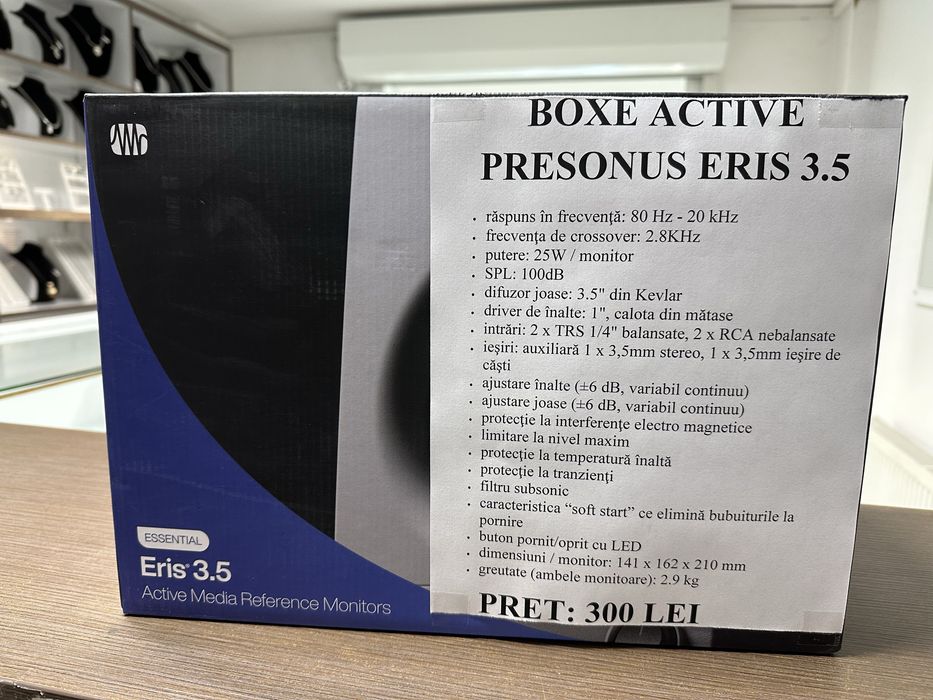 BOXE ACTIVE
PRESONUS ERIS 3.5
• răspuns în frecvență: 80 Hz - 20 kHz
• frecvența de crossover: 2.8KHz
• putere: 25W / monitor
• SPL: 100dB
• difuzor joase: 3.5" din Kevlar
• driver de înalte: 1", calota din mătase
• intrări: 2 x TRS 1/4" balansate, 2 x RCA nebalansate
• ieșiri: auxiliară 1 x 3,5mm stereo, 1 x 3,5mm ieșire de
căști
• ajustare înalte (±6 dB, variabil continuu)
• ajustare joase (±6 dB, variabil continuu)
• protecție la interferențe electro magnetice
• limitare la nivel maxim
• protecție la temperatură înaltă
• protecție la tranzienți
• filtru subsonic
• caracteristica “soft start” ce elimină bubuiturile la
pornire
• buton pornit/oprit cu LED
• dimensiuni / monitor: 141 x 162 x 210 mm
• greutate (ambele monitoare): 2.9 kg
PRET: 300 LEI
ESSENTIAL
Eris® 3.5
Active Media Reference Monitors